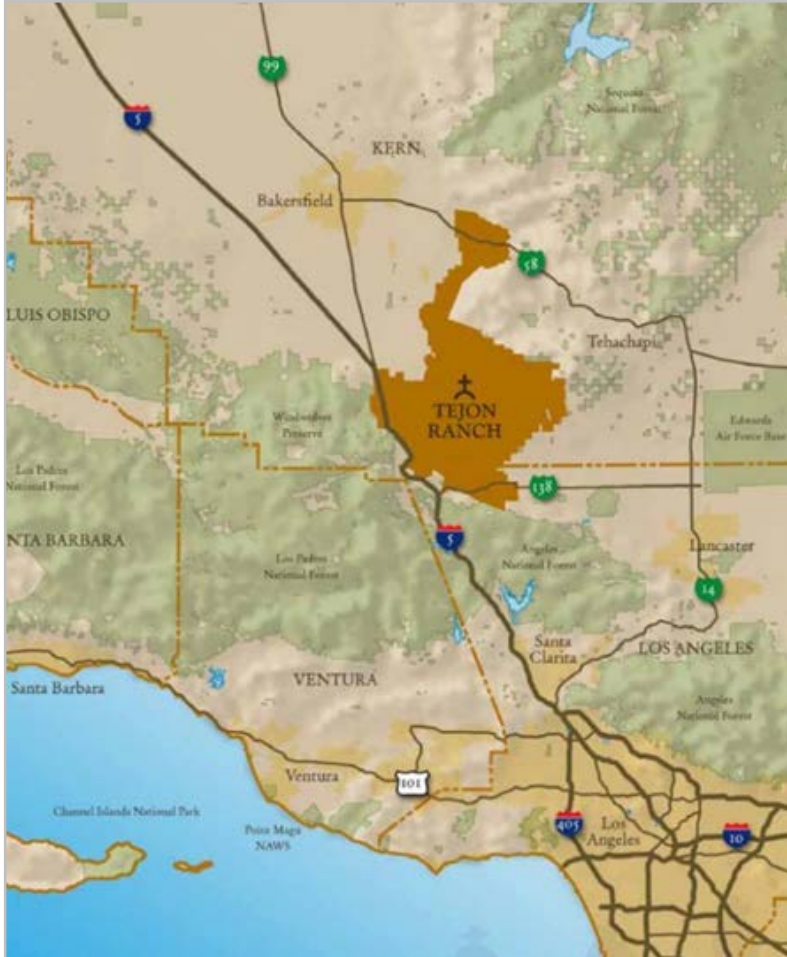 99
Sequoia
National Forest
5
KERN
Bakersfield
58
LUIS OBISPO
Tehachapi
TEJON
RANCH
Windwolves
Preserve
Edwards
Air Force Base
Los Padres
National Forest
138
NTA BARBARA
5
Lancaster
Los Padres
National Forest
Angeles
National Forest
14
Santa
Clarita
LOS ANGELES
VENTURA
Santa Barbara
Angeles
National Forest
Ventura
101
Channel Islands National Park
Point Magu
NAWS
405
Los
Angeles
10